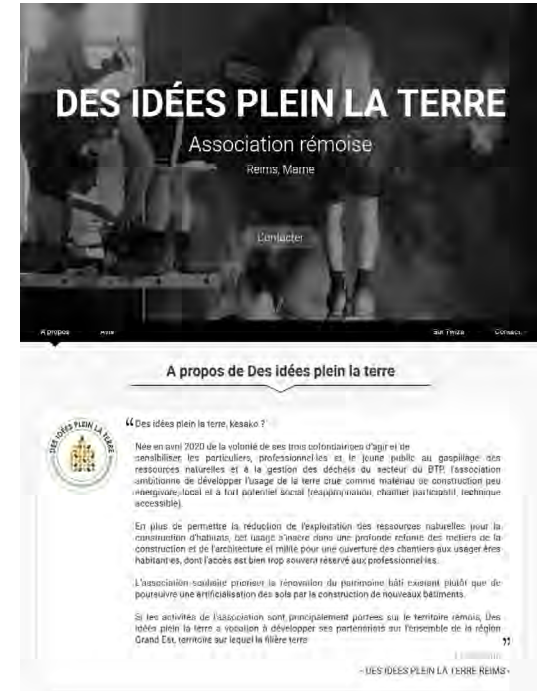 DES IDÉES PLEIN LA TERRE
Association rémoise
Reims, Marne
Contacter
A propos Avis Sur Twiza Contact
A propos de Des idées plein la terre
DES IDÉES PLEIN LA TERRE
“ Des idées plein la terre, kesako ?
Née en avril 2020 de la volonté de ses trois cofondatrices d'agir et de
sensibiliser les particuliers, professionnel·les et le jeune public au gaspillage des
ressources naturelles et à la gestion des déchets du secteur du BTP, l'association
ambitionne de développer l'usage de la terre crue comme matériau de construction peu
énergivore, local et à fort potentiel social (réappropriation, chantier participatif, technique
accessible).
En plus de permettre la réduction de l'exploitation des ressources naturelles pour la
construction d'habitats, cet usage s'inscrit dans une profonde refonte des métiers de la
construction et de l'architecture et milite pour une ouverture des chantiers aux usager·ères
habitant·es, dont l'accès est bien trop souvent réservé aux professionnel·les.
L'association souhaite prioriser la rénovation du patrimoine bâti existant plutôt que de
poursuivre une artificialisation des sols par la construction de nouveaux bâtiments.
Si les activités de l'association sont principalement portées sur le territoire rémois, Des
idées plein la terre a vocation à développer ses partenariats sur l'ensemble de la région
Grand Est, territoire sur lequel la filière terre ”
- DES IDÉES PLEIN LA TERRE REIMS -